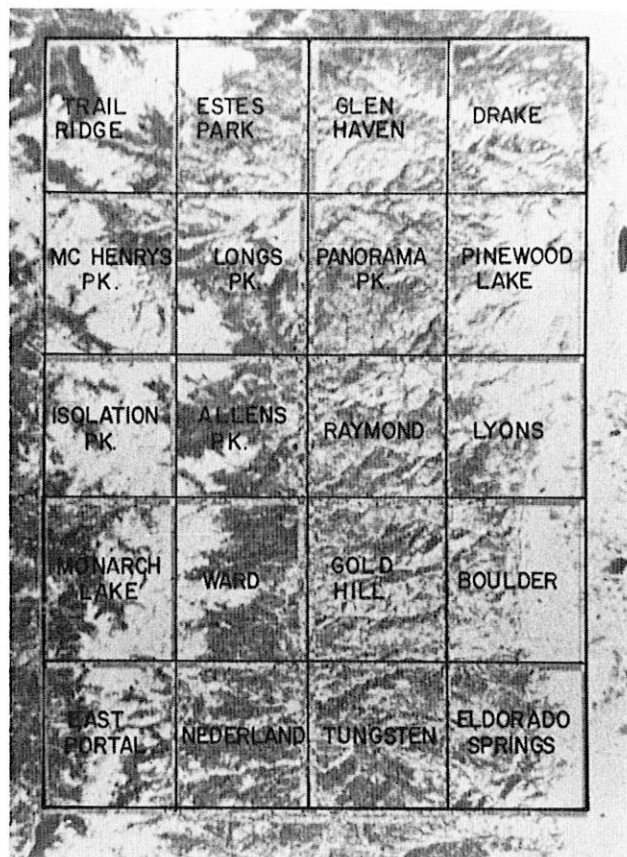 TRAIL RIDGE
ESTES PARK
GLEN HAVEN
DRAKE
MC HENRYS PK.
LONGS PK.
PANORAMA PK.
PINEWOOD LAKE
ISOLATION PK.
ALLENS PK.
RAYMOND
LYONS
MONARCH LAKE
WARD
GOLD HILL
BOULDER
EAST PORTAL
NEDERLAND
TUNGSTEN
ELDORADO SPRINGS